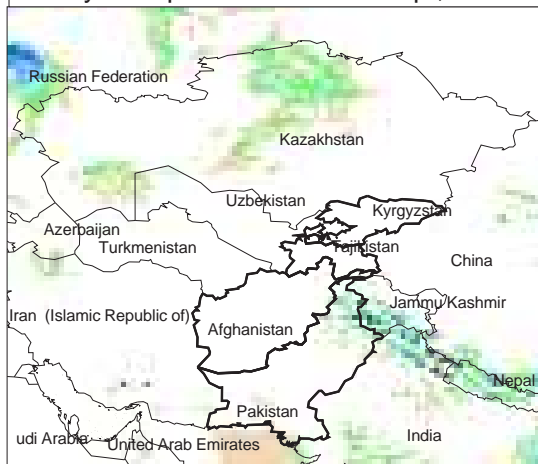 Russian Federation
Kazakhstan
Uzbekistan
Kyrgyzstan
Azerbaijan
Turkmenistan
Tajikistan
China
Iran (Islamic Republic of)
Afghanistan
Jammu Kashmir
Nepal
Pakistan
udi Arabia
United Arab Emirates
India